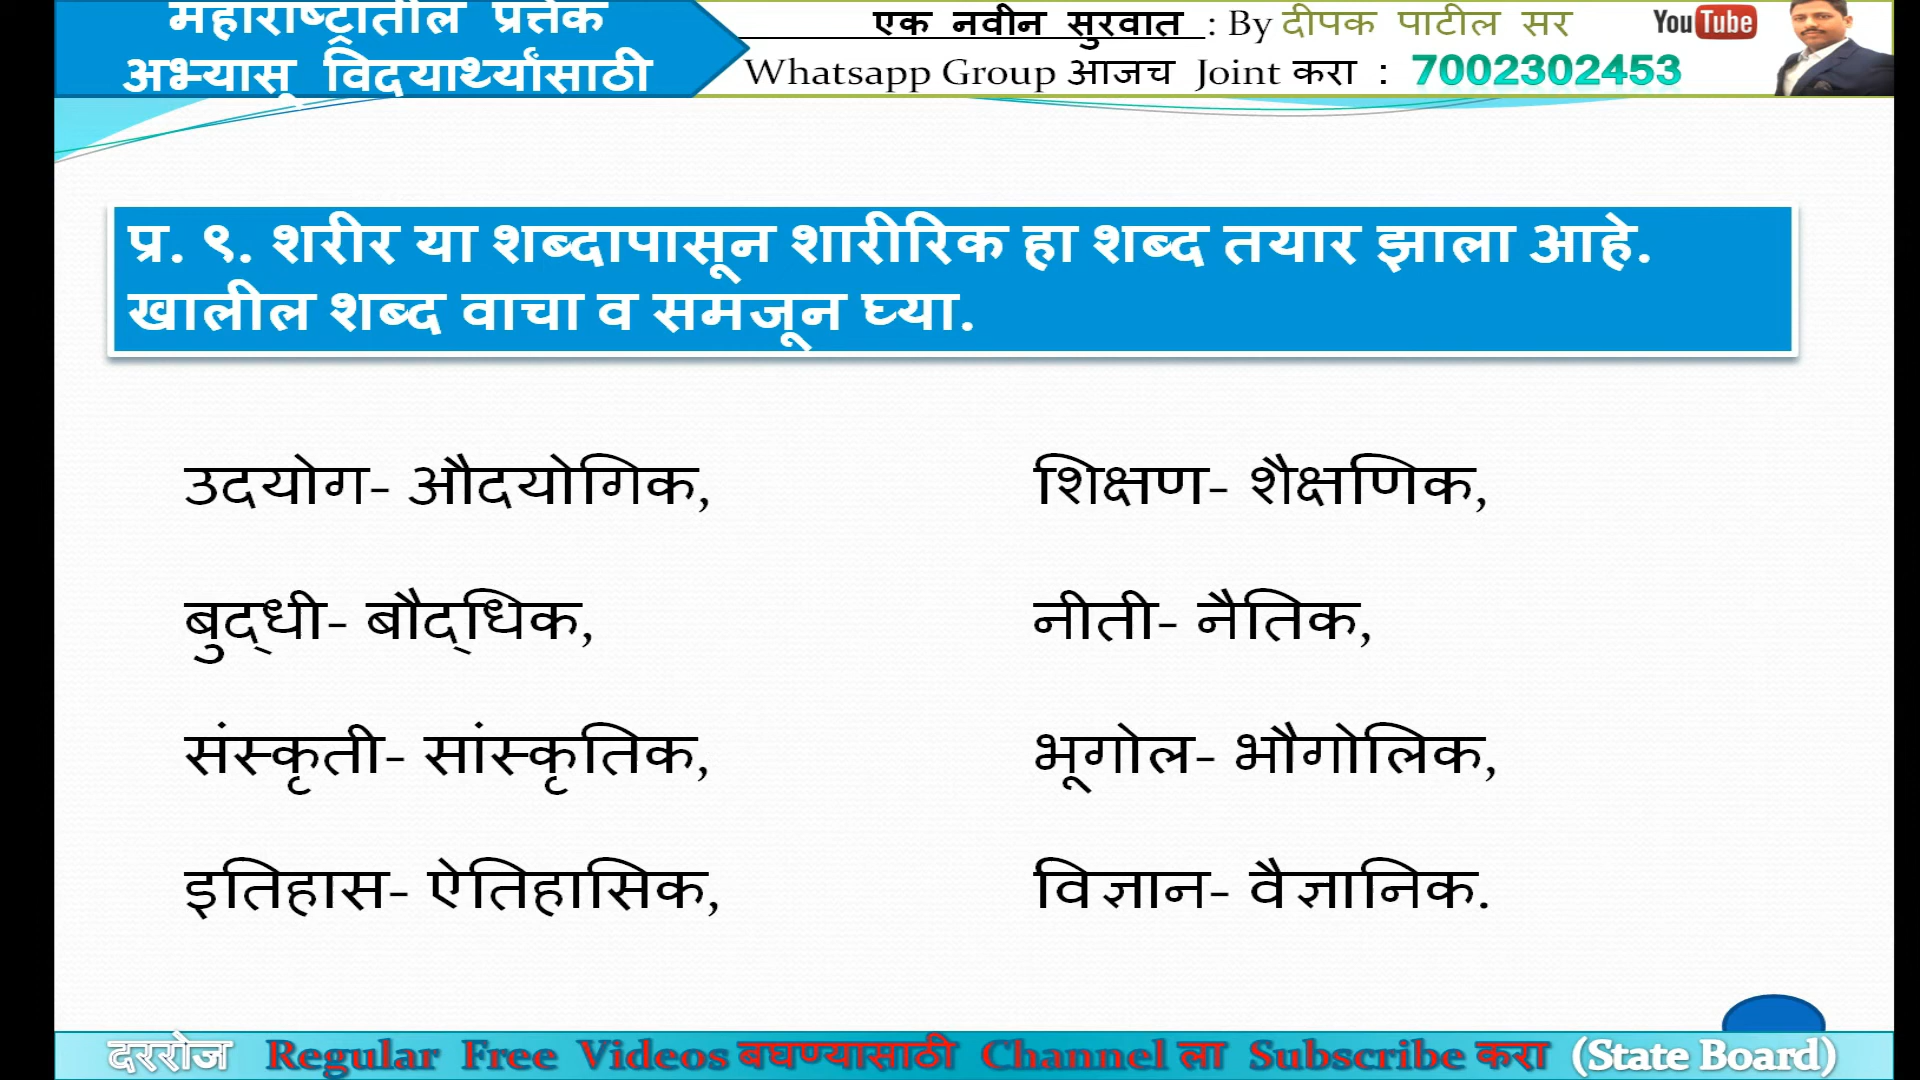 महाराष्ट्रातील प्रत्तेक
अभ्यासू विदयार्थ्यांसाठी
एक नवीन सुरवात : By दीपक पाटील सर
YouTube
Whatsapp Group आजच Joint करा : 7002302453
प्र. ९. शरीर या शब्दापासून शारीरिक हा शब्द तयार झाला आहे.
खालील शब्द वाचा व समजून घ्या.
उदयोग- औदयोगिक,
शिक्षण- शैक्षणिक,
बुद्‌धी- बौद्‌धिक,
नीती- नैतिक,
संस्कृती- सांस्कृतिक,
भूगोल- भौगोलिक,
इतिहास- ऐतिहासिक,
विज्ञान- वैज्ञानिक.
दररोज Regular Free Videos बघण्यासाठी Channel ला Subscribe करा (State Board)